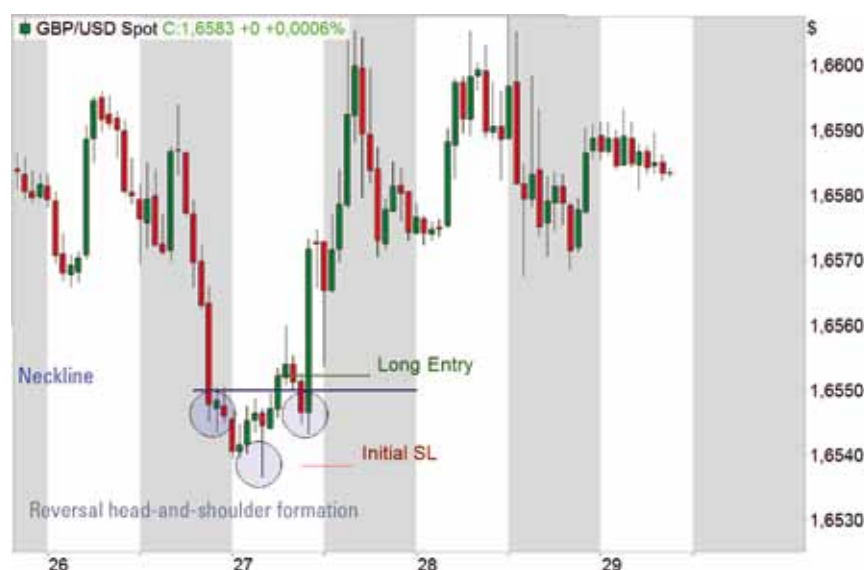 GBP/USD Spot C:1,6583 +0 +0,0006%
$
1,6600
1,6590
1,6580
1,6570
1,6560
Long Entry
Neckline
1,6550
Initial SL
1,6540
Reversal head-and-shoulder formation
1,6530
26 27 28 29